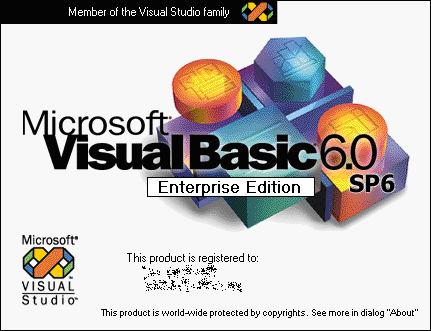 Member of the Visual Studio family
Microsoft®
Visual Basic 6.0
SP6
Enterprise Edition
Microsoft®
VISUAL
Studio™
This product is registered to:
This product is world-wide protected by copyrights. See more in dialog "About"